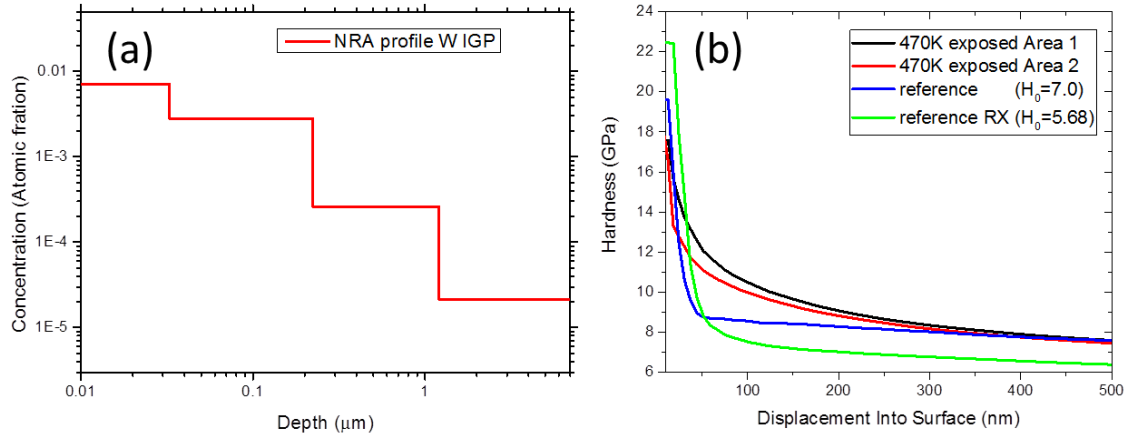 (a)
NRA profile W IGP
0.01
1E-3
1E-4
1E-5
0.01
0.1
1
Concentration (Atomic fration)
Depth (μm)
(b)
470K exposed Area 1
470K exposed Area 2
reference (H₀=7.0)
reference RX (H₀=5.68)
24
22
20
18
16
14
12
10
8
6
100
200
300
400
500
Hardness (GPa)
Displacement Into Surface (nm)